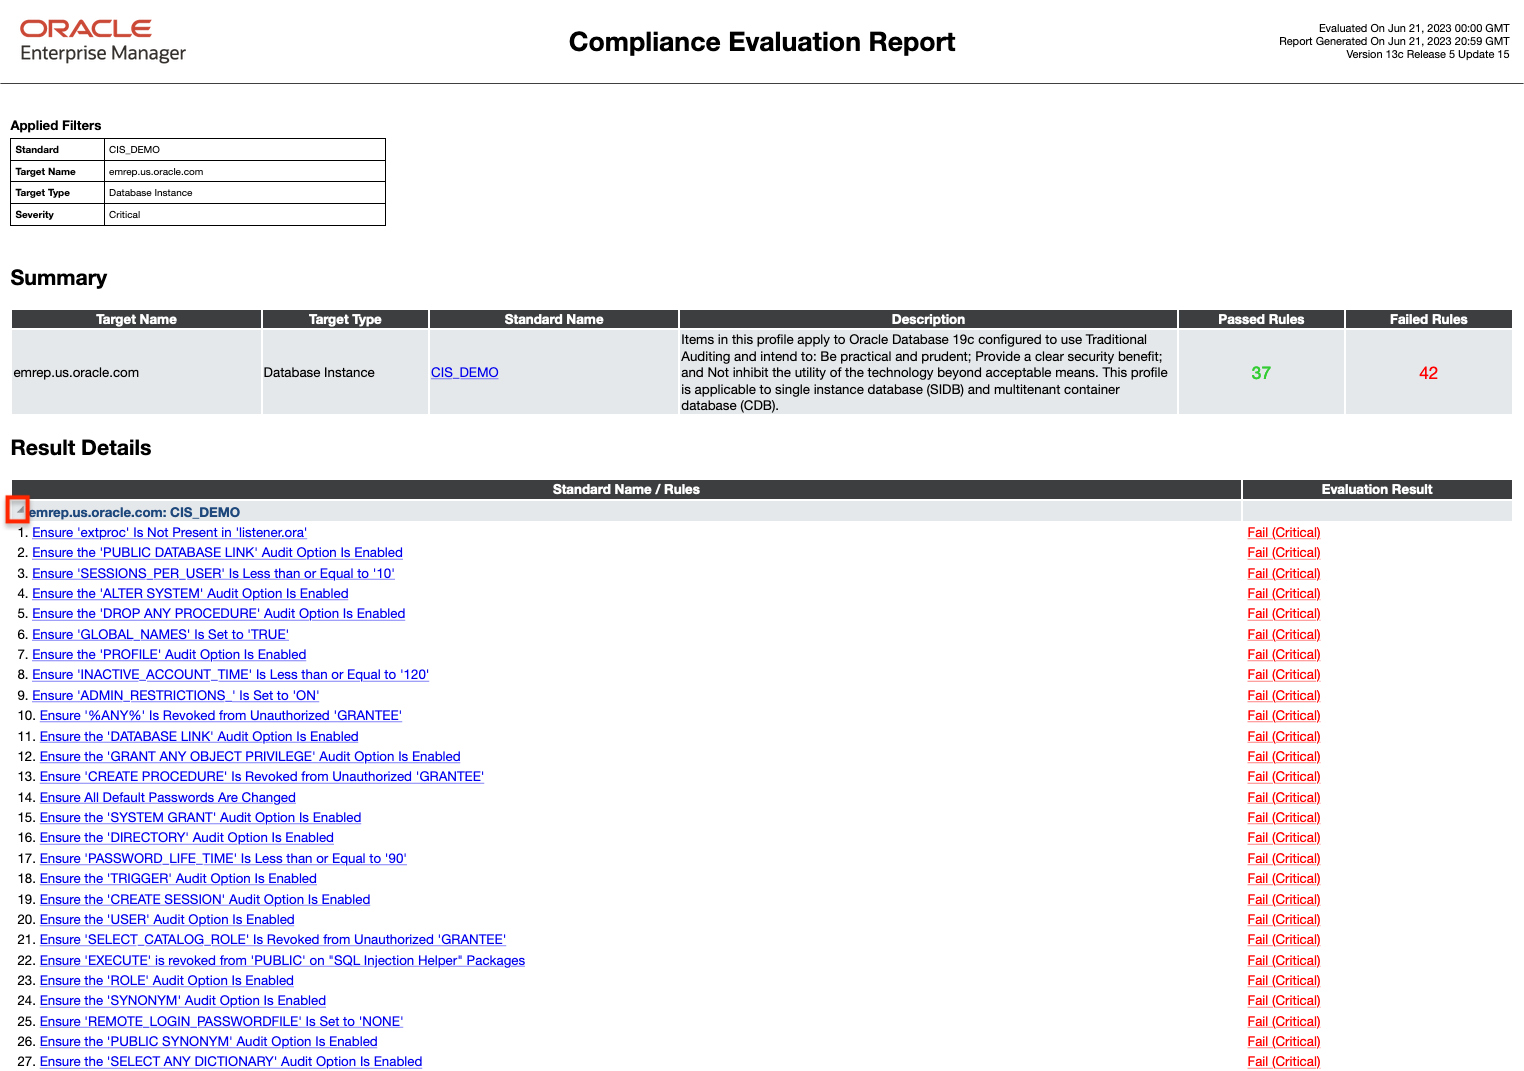 ORACLE
Enterprise Manager
Compliance Evaluation Report
Evaluated On Jun 21, 2023 00:00 GMT
Report Generated On Jun 21, 2023 20:59 GMT
Version 13c Release 5 Update 15
Applied Filters
Standard CIS_DEMO
Target Name emrep.us.oracle.com
Target Type Database Instance
Severity Critical
Summary
Target Name Target Type Standard Name Description Passed Rules Failed Rules
emrep.us.oracle.com Database Instance CIS_DEMO
Items in this profile apply to Oracle Database 19c configured to use Traditional
Auditing and intend to: Be practical and prudent; Provide a clear security benefit;
and Not inhibit the utility of the technology beyond acceptable means. This profile
is applicable to single instance database (SIDB) and multitenant container
database (CDB).
37 42
Result Details
Standard Name / Rules Evaluation Result
emrep.us.oracle.com: CIS_DEMO
1. Ensure 'extproc' Is Not Present in 'listener.ora' Fail (Critical)
2. Ensure the 'PUBLIC DATABASE LINK' Audit Option Is Enabled Fail (Critical)
3. Ensure 'SESSIONS_PER_USER' Is Less than or Equal to '10' Fail (Critical)
4. Ensure the 'ALTER SYSTEM' Audit Option Is Enabled Fail (Critical)
5. Ensure the 'DROP ANY PROCEDURE' Audit Option Is Enabled Fail (Critical)
6. Ensure 'GLOBAL_NAMES' Is Set to 'TRUE' Fail (Critical)
7. Ensure the 'PROFILE' Audit Option Is Enabled Fail (Critical)
8. Ensure 'INACTIVE_ACCOUNT_TIME' Is Less than or Equal to '120' Fail (Critical)
9. Ensure 'ADMIN_RESTRICTIONS_' Is Set to 'ON' Fail (Critical)
10. Ensure '%ANY%' Is Revoked from Unauthorized 'GRANTEE' Fail (Critical)
11. Ensure the 'DATABASE LINK' Audit Option Is Enabled Fail (Critical)
12. Ensure the 'GRANT ANY OBJECT PRIVILEGE' Audit Option Is Enabled Fail (Critical)
13. Ensure 'CREATE PROCEDURE' Is Revoked from Unauthorized 'GRANTEE' Fail (Critical)
14. Ensure All Default Passwords Are Changed Fail (Critical)
15. Ensure the 'SYSTEM GRANT' Audit Option Is Enabled Fail (Critical)
16. Ensure the 'DIRECTORY' Audit Option Is Enabled Fail (Critical)
17. Ensure 'PASSWORD_LIFE_TIME' Is Less than or Equal to '90' Fail (Critical)
18. Ensure the 'TRIGGER' Audit Option Is Enabled Fail (Critical)
19. Ensure the 'CREATE SESSION' Audit Option Is Enabled Fail (Critical)
20. Ensure the 'USER' Audit Option Is Enabled Fail (Critical)
21. Ensure 'SELECT_CATALOG_ROLE' Is Revoked from Unauthorized 'GRANTEE' Fail (Critical)
22. Ensure 'EXECUTE' is revoked from 'PUBLIC' on "SQL Injection Helper" Packages Fail (Critical)
23. Ensure the 'ROLE' Audit Option Is Enabled Fail (Critical)
24. Ensure the 'SYNONYM' Audit Option Is Enabled Fail (Critical)
25. Ensure 'REMOTE_LOGIN_PASSWORDFILE' Is Set to 'NONE' Fail (Critical)
26. Ensure the 'PUBLIC SYNONYM' Audit Option Is Enabled Fail (Critical)
27. Ensure the 'SELECT ANY DICTIONARY' Audit Option Is Enabled Fail (Critical)